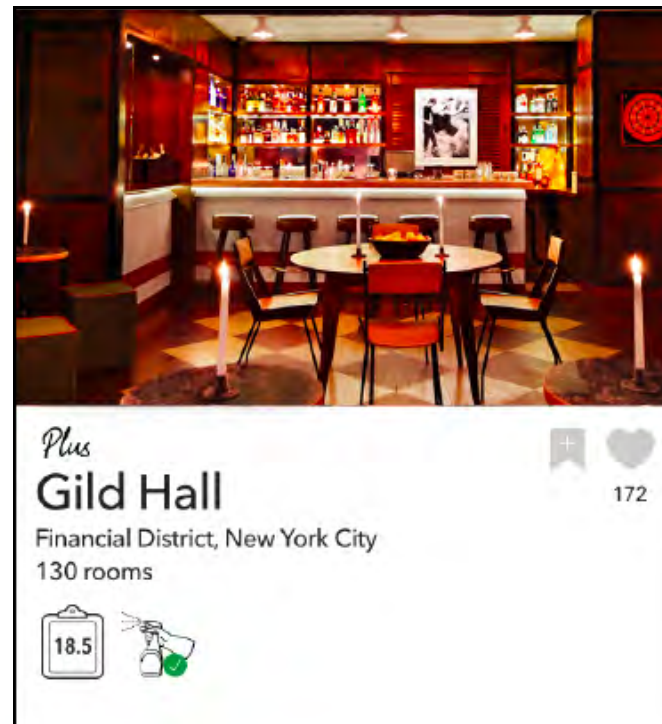 Plus
Gild Hall
172
Financial District, New York City
130 rooms
18.5